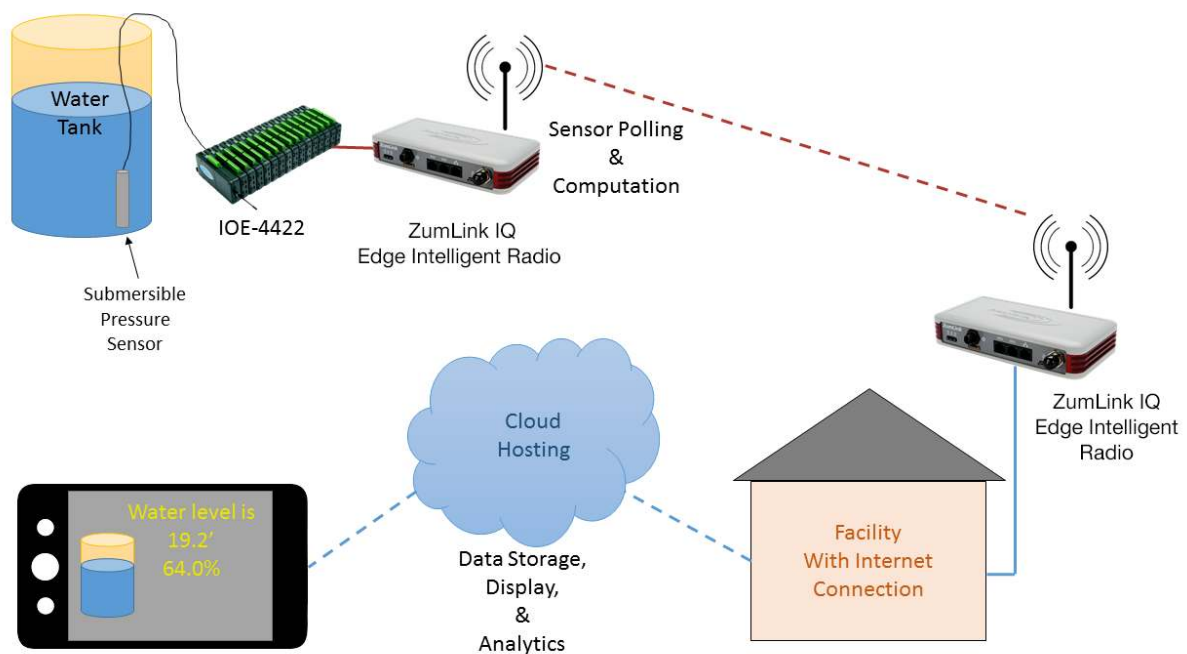 Water
Tank
IOE-4422
Submersible
Pressure
Sensor
Sensor Polling
&
Computation
ZumLink IQ
Edge Intelligent Radio
ZumLink IQ
Edge Intelligent
Radio
Cloud
Hosting
Data Storage,
Display,
&
Analytics
Facility
With Internet
Connection
Water level is
19.2'
64.0%